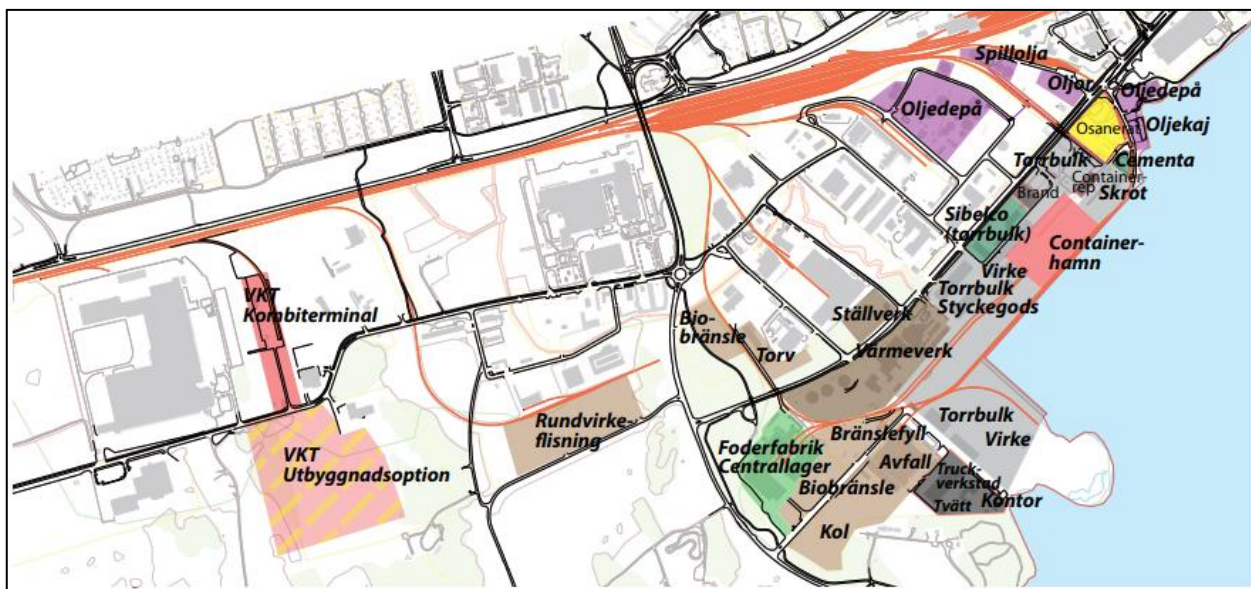 Spillolja
Oljor
Oljedepå
Oljedepå
Osanerat
Oljekaj
Torrbulk
Cementa
Container-
rep
Brand
Skrot
Sibelco
(torrbulk)
Container-
hamn
Virke
Torrbulk
Styckegods
VKT
Kombiterminal
Bio-
bränsle
Ställverk
Torv
Värmeverk
Rundvirke-
flisning
Torrbulk
Virke
Bränslefyll
Foderfabrik
Centrallager
Avfall
VKT
Utbyggnadsoption
Biobränsle
Truck-
verkstad
Tvätt
Kontor
Kol